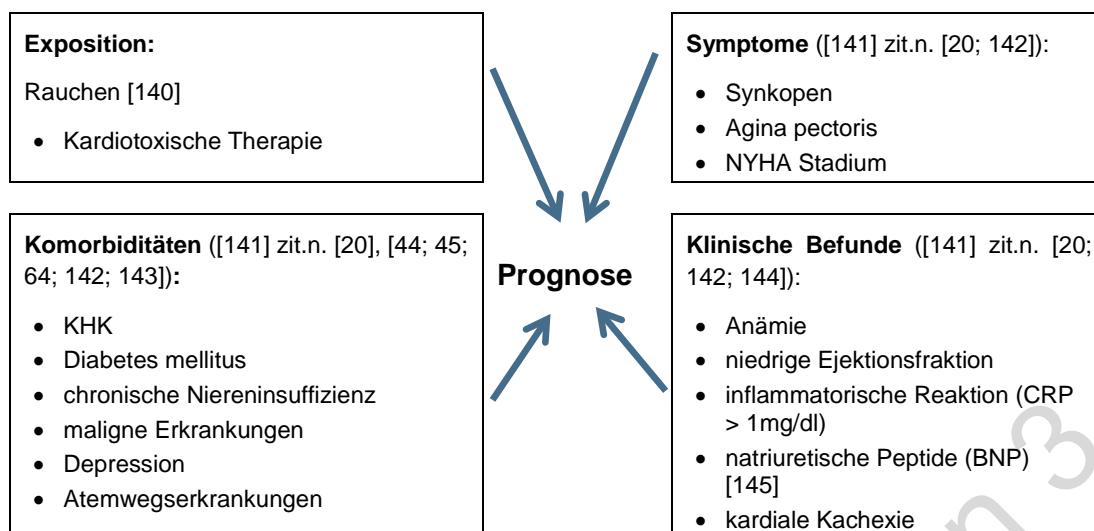 Exposition:
Rauchen [140]
• Kardiotoxische Therapie
Symptome ([141] zit.n. [20; 142]):
• Synkopen
• Agina pectoris
• NYHA Stadium
Komorbiditäten ([141] zit.n. [20], [44; 45;
64; 142; 143]):
• KHK
• Diabetes mellitus
• chronische Niereninsuffizienz
• maligne Erkrankungen
• Depression
• Atemwegserkrankungen
Prognose
Klinische Befunde ([141] zit.n. [20;
142; 144]):
• Anämie
• niedrige Ejektionsfraktion
• inflammatorische Reaktion (CRP
> 1mg/dl)
• natriuretische Peptide (BNP)
[145]
• kardiale Kachexie